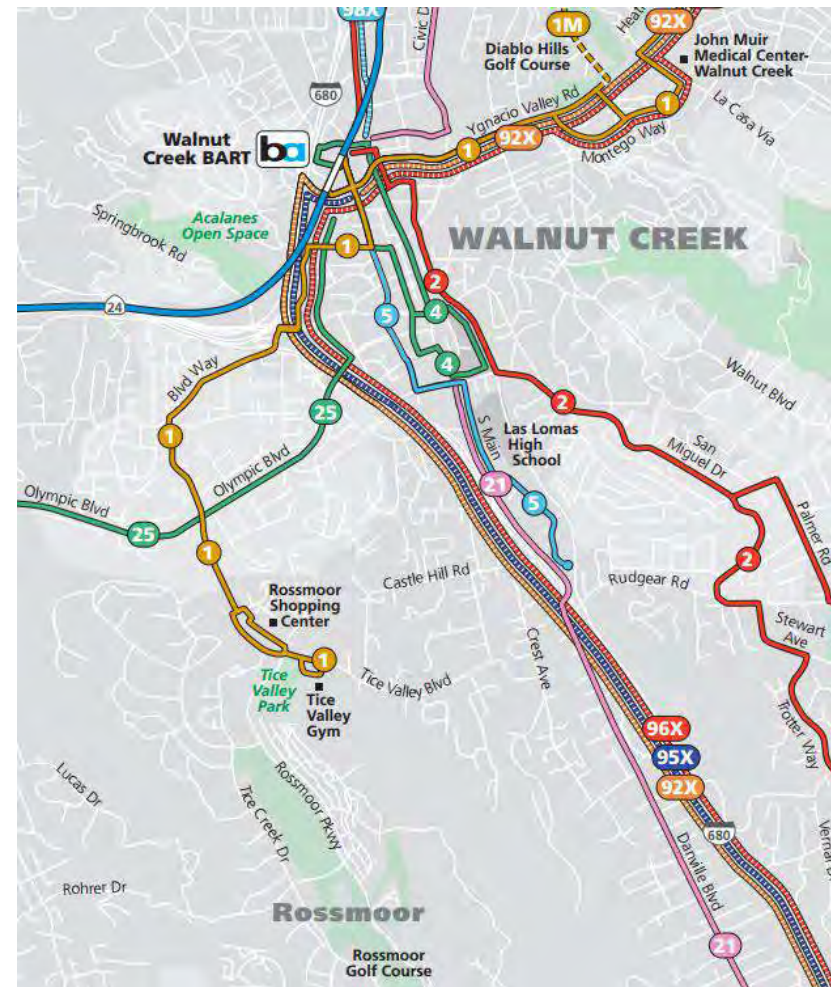 98X
Civic D
1M
Heath
92X
Diablo Hills
Golf Course
John Muir
Medical Center-
Walnut Creek
680
La Casa Via
Ygnacio Valley Rd
1
92X
1
Montego Way
Walnut
Creek BART
ba
Springbrook Rd
Acalanes
Open Space
WALNUT CREEK
1
2
24
5
4
4
Walnut Blvd
Blvd Way
25
1
2
S Main
Las Lomas
High
School
San
Miguel Dr
Olympic Blvd
Olympic Blvd
25
21
5
Palmer Rd
1
2
Castle Hill Rd
Rudgear Rd
Rossmoor
Shopping
Center
Stewart
Ave
Crest Ave
1
Tice
Valley
Park
Tice Valley Blvd
Tice
Valley
Gym
Trotter Way
96X
95X
92X
Lucas Dr
Rossmoor Pkwy
Tice Creek Dr
680
Danville Blvd
Vernal D
Rohrer Dr
Rossmoor
21
Rossmoor
Golf Course